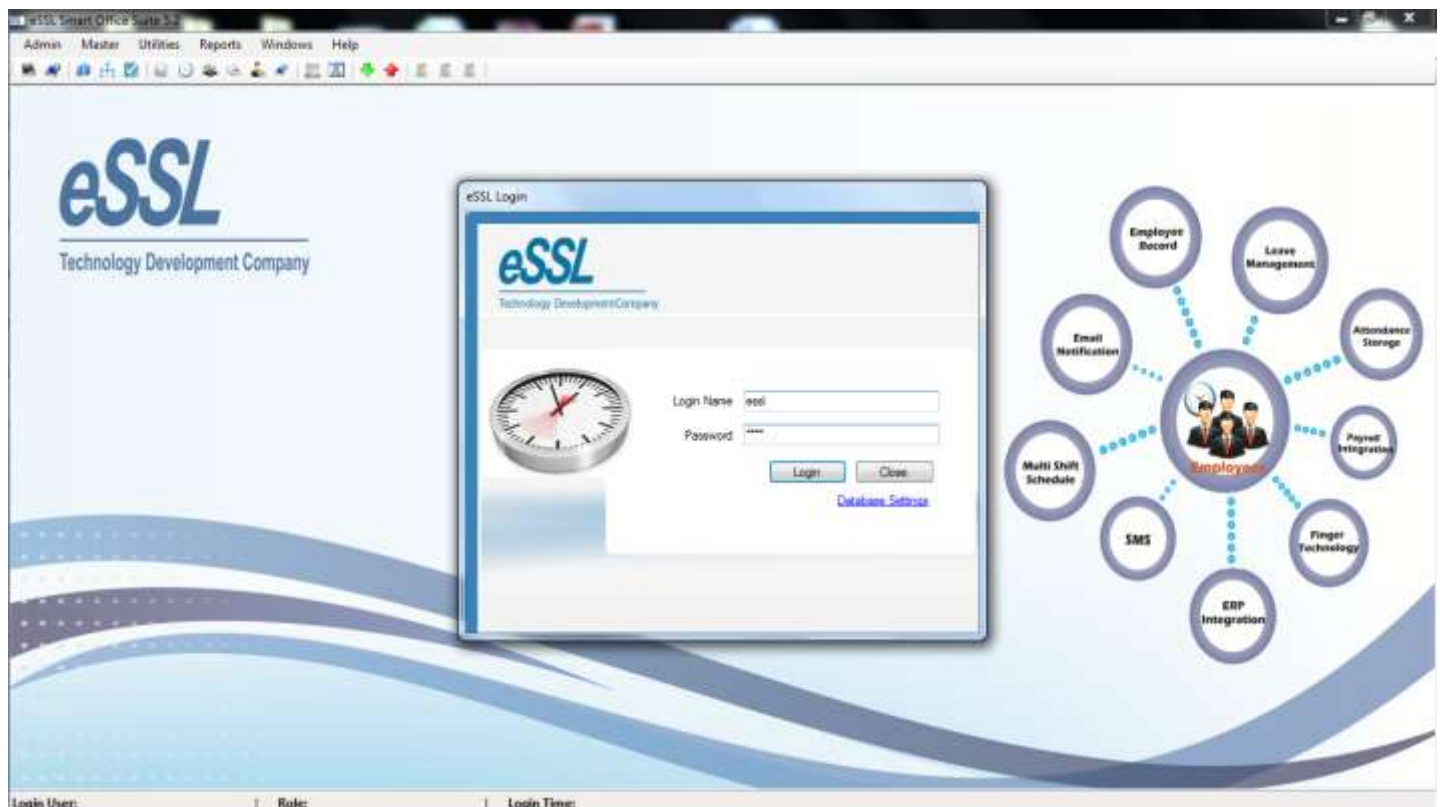 eSSL Smart Office Suite 5.2
Admin Master Utilities Reports Windows Help
eSSL
Technology Development Company
eSSL Login
eSSL
Technology DevelopmentCompany
Login Name essl
Password ****
Login Close
Database Settings
Employee
Record
Leave
Management
Email
Notification
Attendance
Storage
Employees
Payroll
Integration
Multi Shift
Schedule
SMS
Finger
Technology
ERP
Integration
Login User: Role: Login Time: